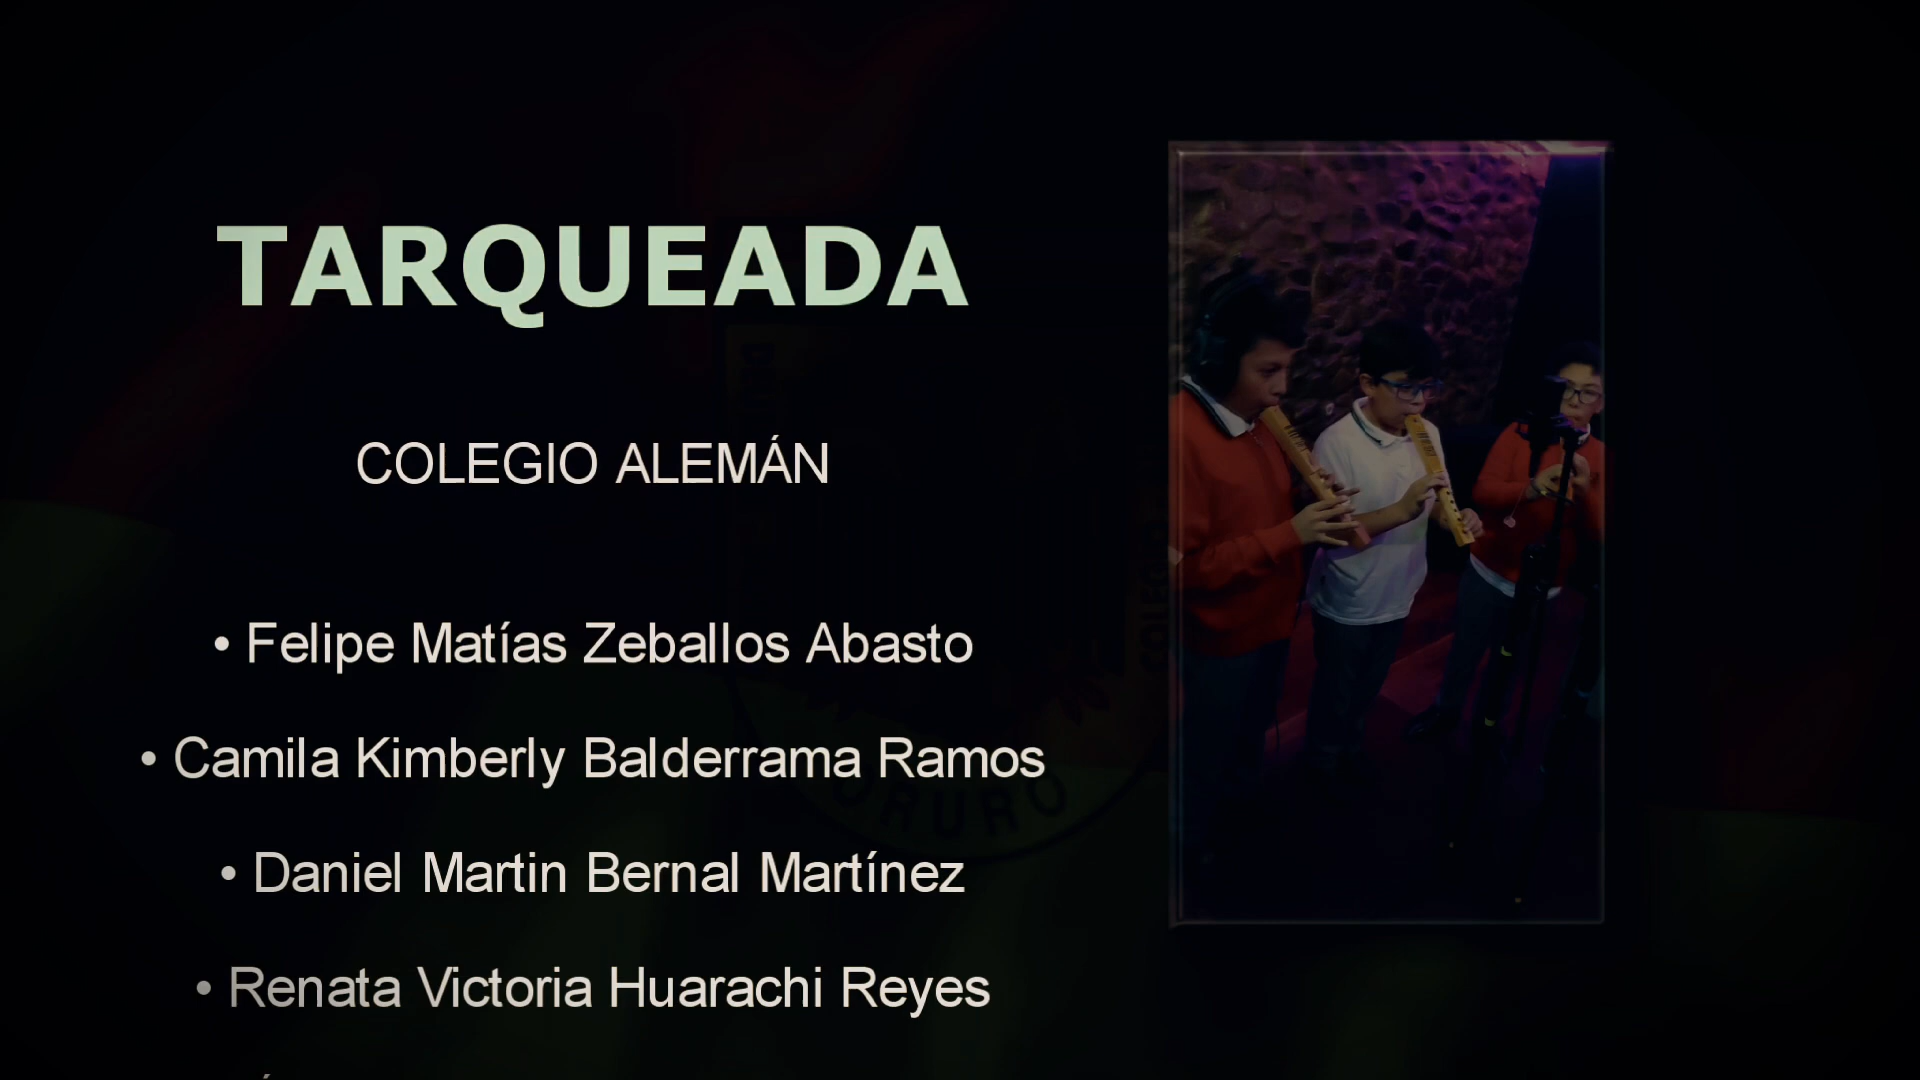 TARQUEADA
COLEGIO ALEMÁN
• Felipe Matías Zeballos Abasto
• Camila Kimberly Balderrama Ramos
• Daniel Martin Bernal Martínez
• Renata Victoria Huarachi Reyes
ORURO